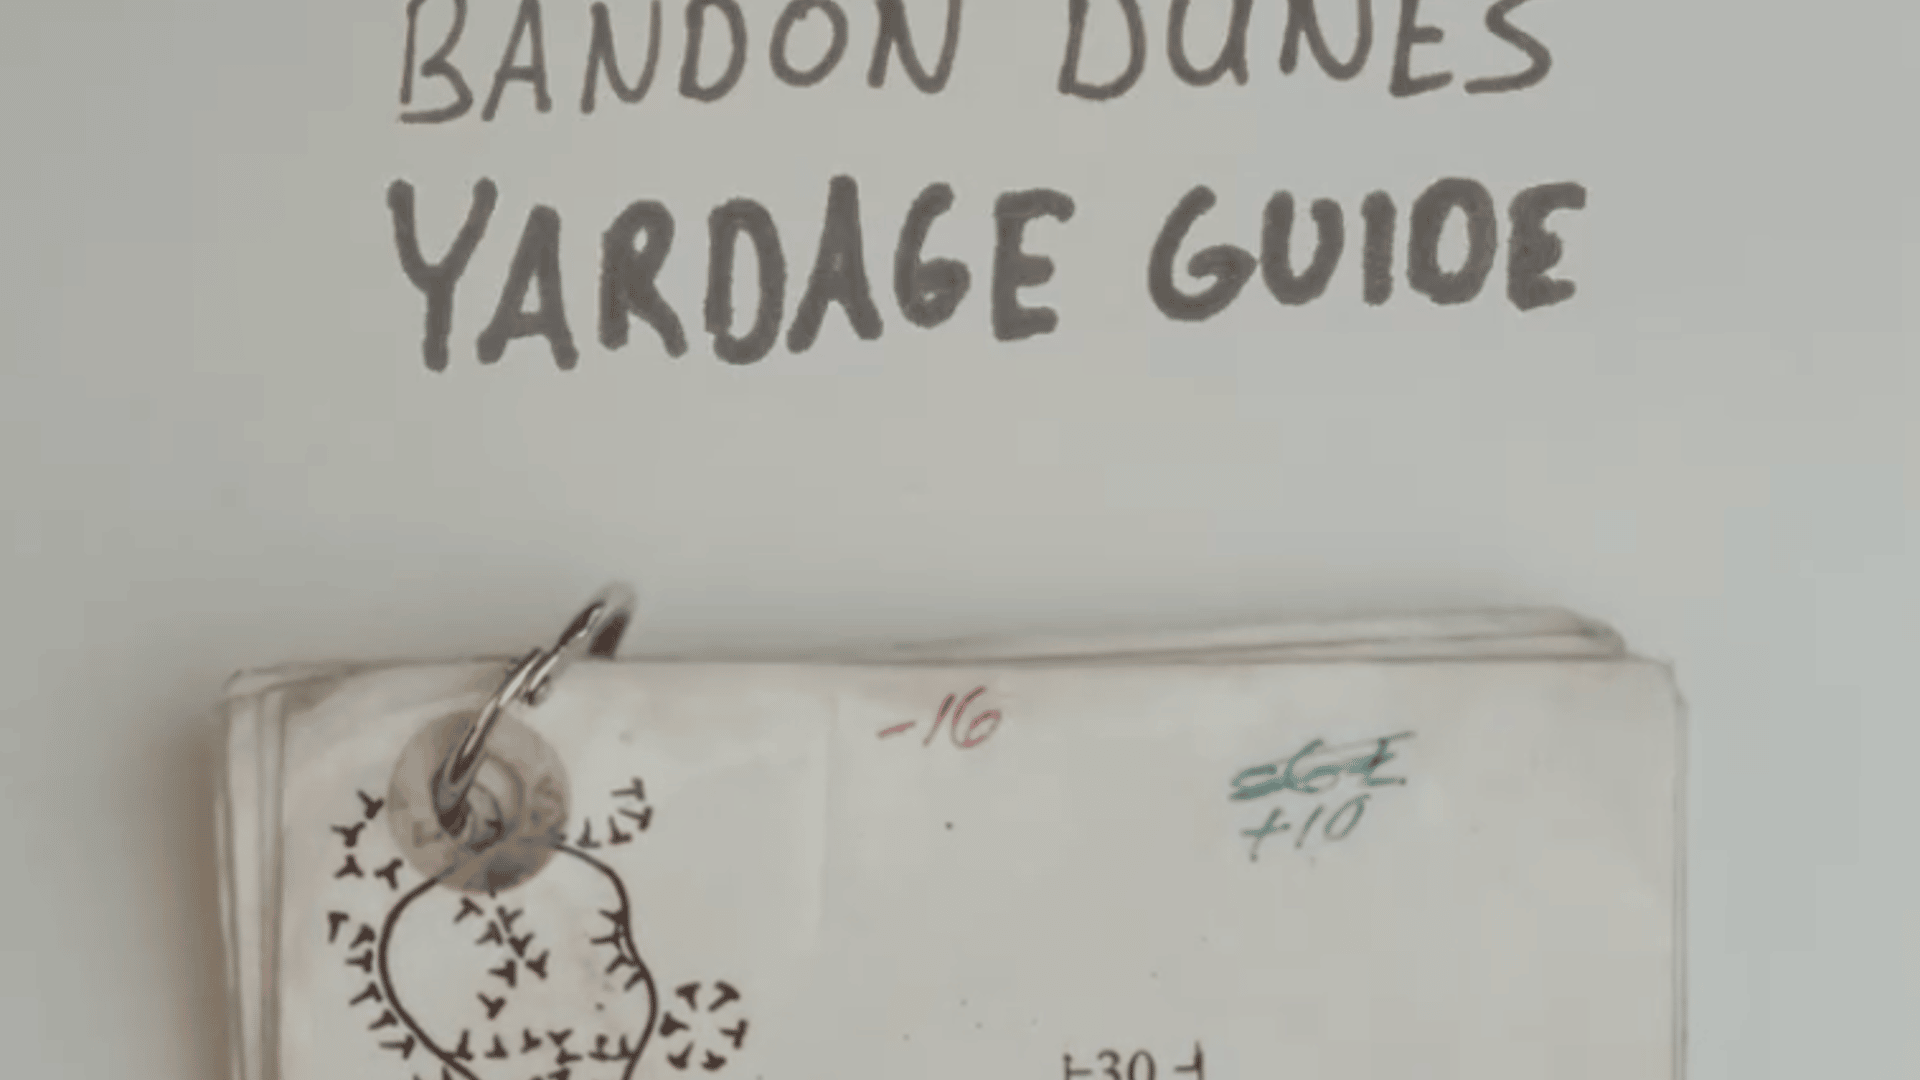 BANDON DUNES
YARDAGE GUIDE
-16
+10
30